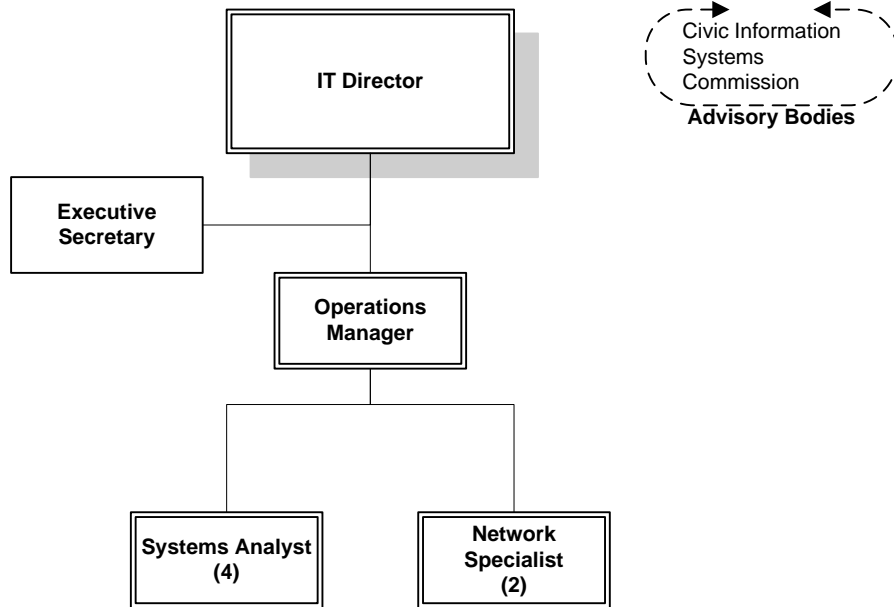 IT Director
Civic Information
Systems
Commission
Advisory Bodies
Executive
Secretary
Operations
Manager
Systems Analyst
(4)
Network
Specialist
(2)